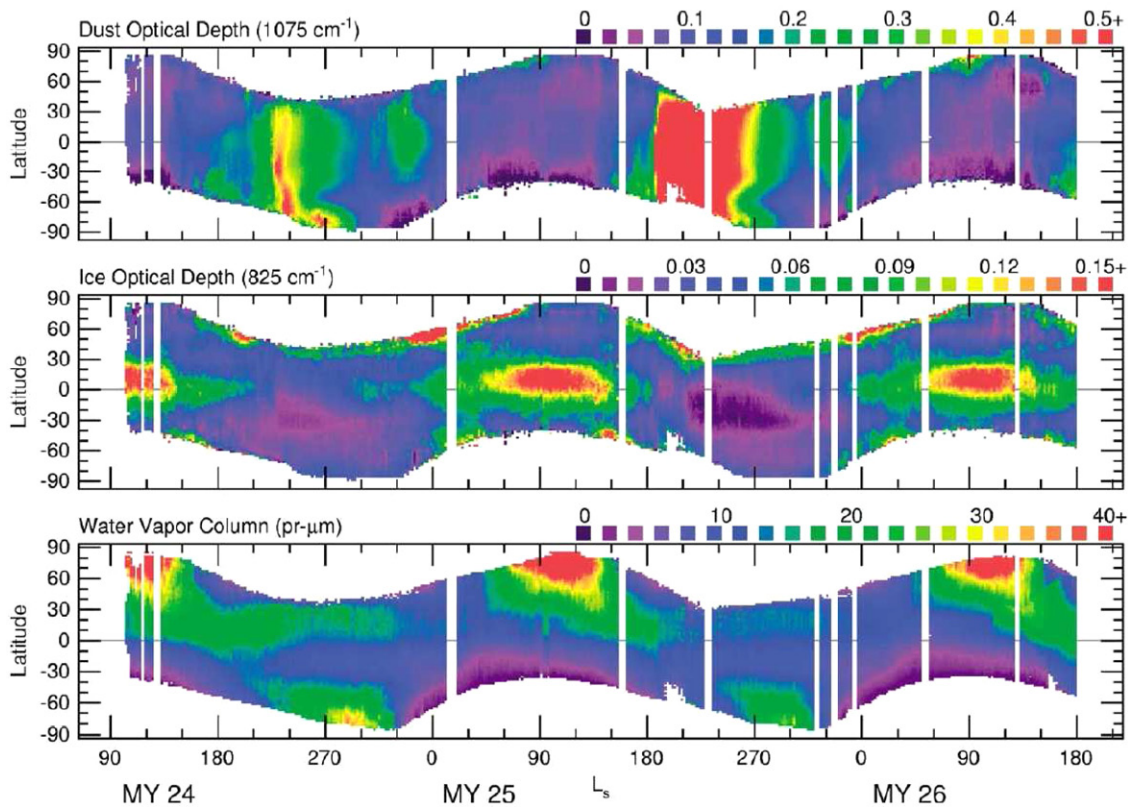 Dust Optical Depth (1075 cm⁻¹) 0 0.1 0.2 0.3 0.4 0.5+
90
60
30
0
-30
-60
-90
Latitude
Ice Optical Depth (825 cm⁻¹) 0 0.03 0.06 0.09 0.12 0.15+
90
60
30
0
-30
-60
-90
Latitude
Water Vapor Column (pr-μm) 0 10 20 30 40+
90
60
30
0
-30
-60
-90
Latitude
90 180 270 0 90 180 270 0 90 180
MY 24 MY 25 Lₛ MY 26